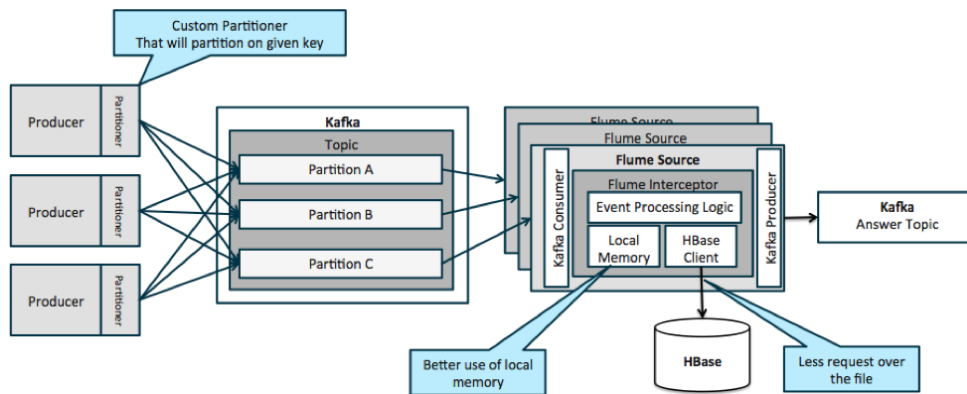 Custom Partitioner
That will partition on given key
Producer
Partitioner
Producer
Partitioner
Producer
Partitioner
Kafka
Topic
Partition A
Partition B
Partition C
Flume Source
Flume Source
Flume Source
Kafka Consumer
Flume Interceptor
Event Processing Logic
Local
Memory
HBase
Client
Kafka Producer
Kafka
Answer Topic
Better use of local
memory
HBase
Less request over
the file